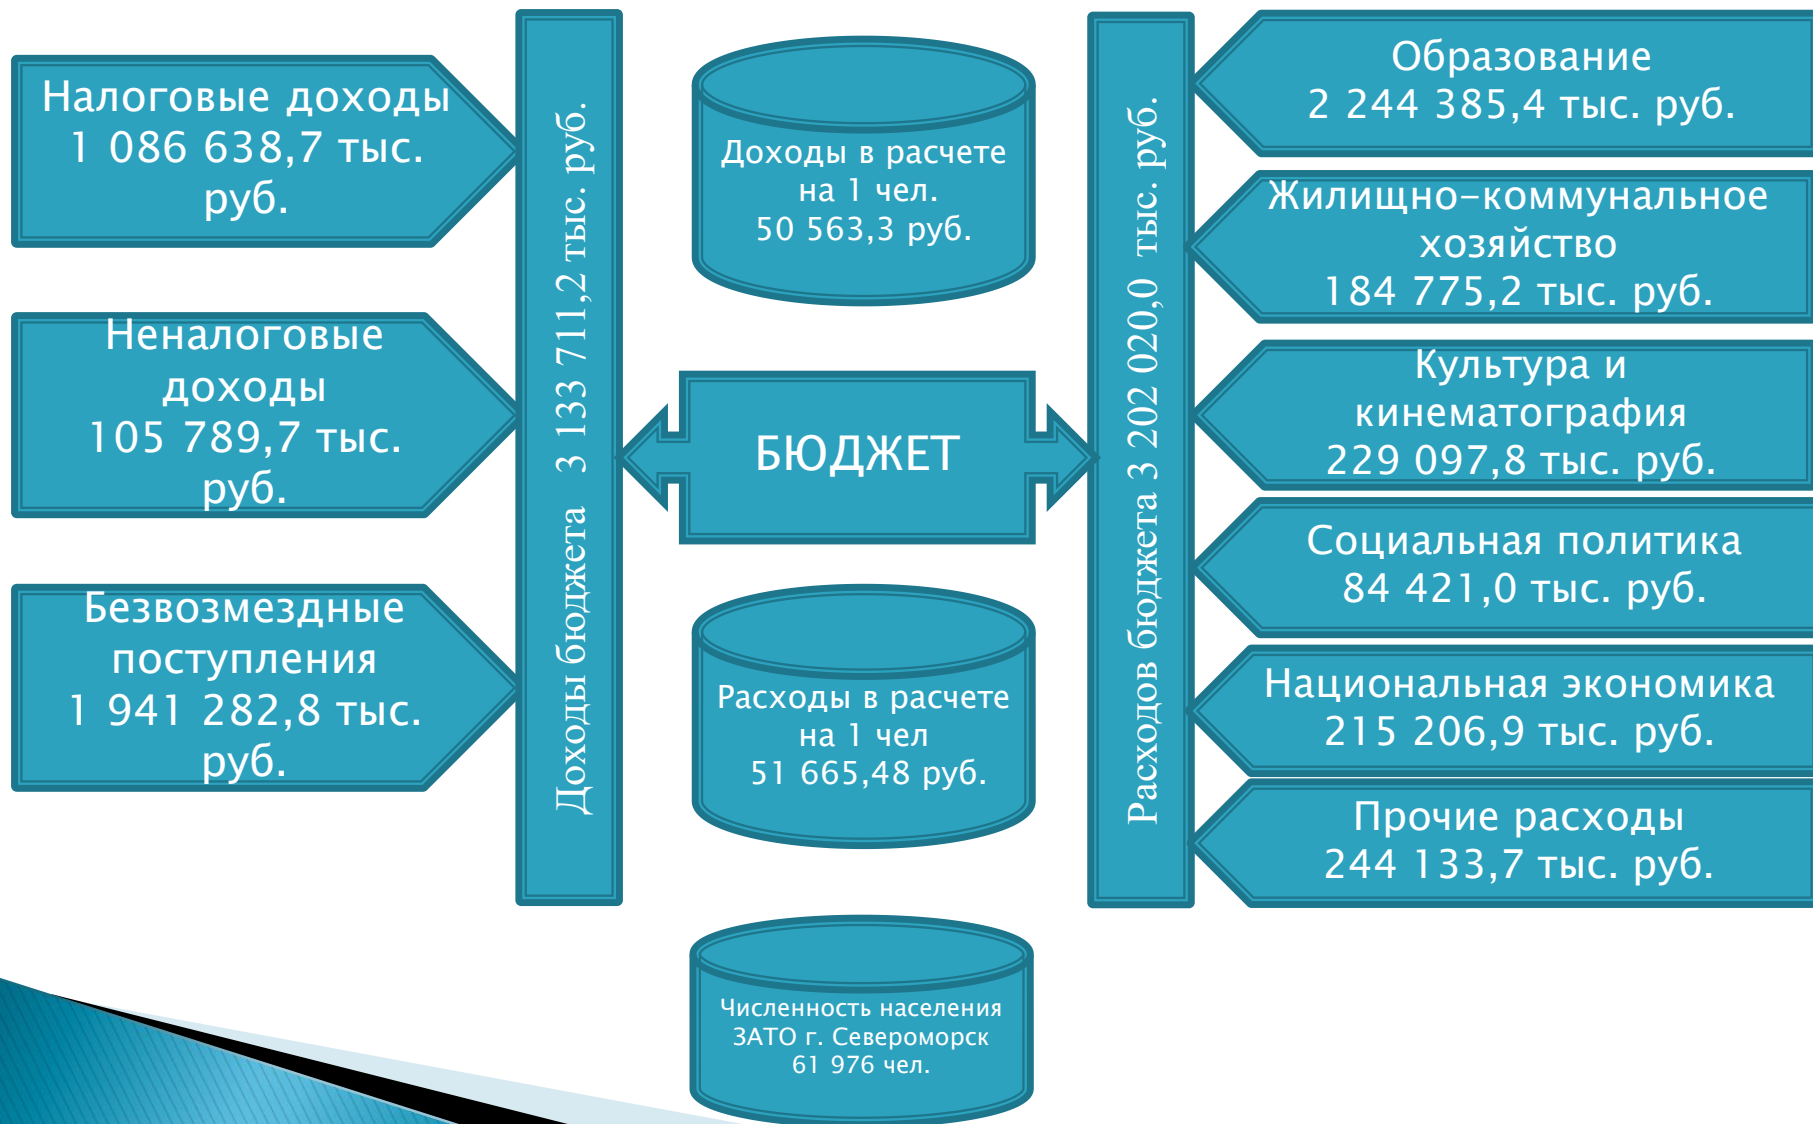 Налоговые доходы
1 086 638,7 тыс.
руб.
Неналоговые
доходы
105 789,7 тыс.
руб.
Безвозмездные
поступления
1 941 282,8 тыс.
руб.
Доходы бюджета 3 133 711,2 тыс. руб.
Доходы в расчете
на 1 чел.
50 563,3 руб.
БЮДЖЕТ
Расходы в расчете
на 1 чел
51 665,48 руб.
Численность населения
ЗАТО г. Североморск
61 976 чел.
Расходов бюджета 3 202 020,0 тыс. руб.
Образование
2 244 385,4 тыс. руб.
Жилищно-коммунальное
хозяйство
184 775,2 тыс. руб.
Культура и
кинематография
229 097,8 тыс. руб.
Социальная политика
84 421,0 тыс. руб.
Национальная экономика
215 206,9 тыс. руб.
Прочие расходы
244 133,7 тыс. руб.